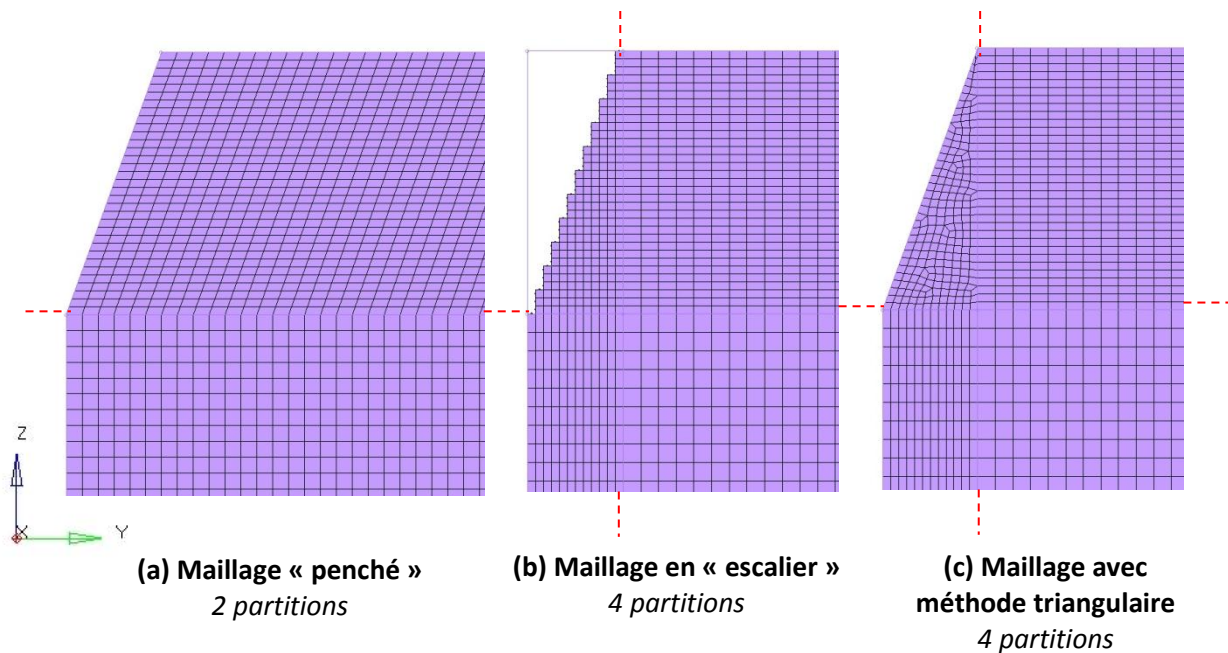 Z
X
Y
(a) Maillage « penché »
2 partitions
(b) Maillage en « escalier »
4 partitions
(c) Maillage avec
méthode triangulaire
4 partitions